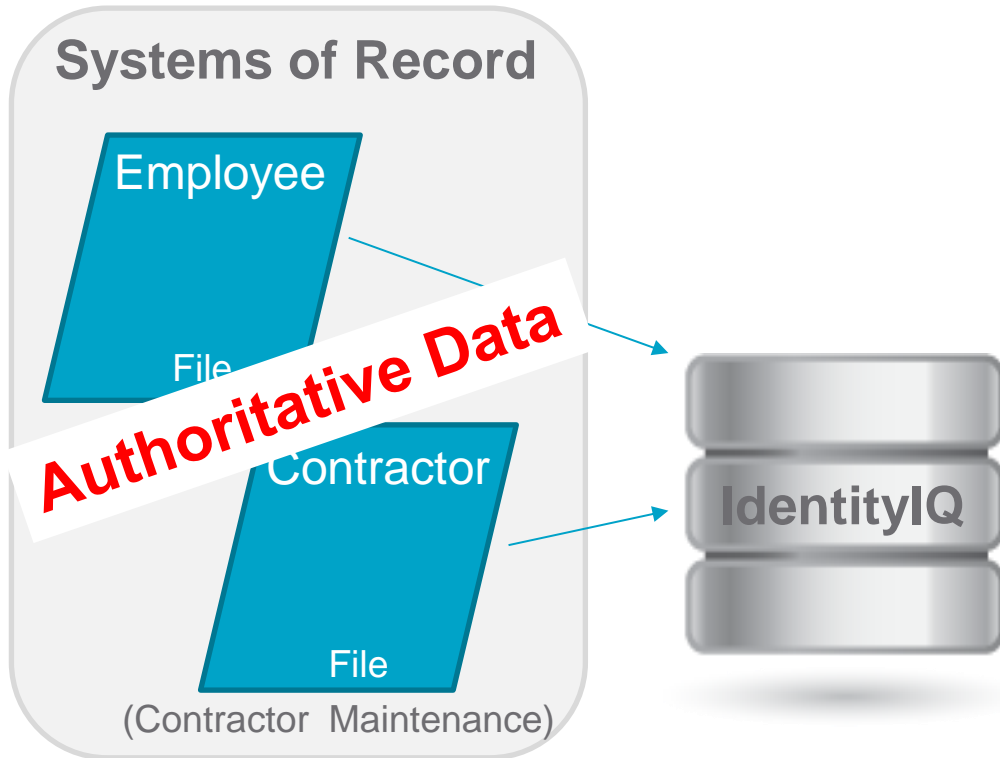 Systems of Record
Employee
File
Authoritative Data
Contractor
IdentityIQ
File
(Contractor Maintenance)